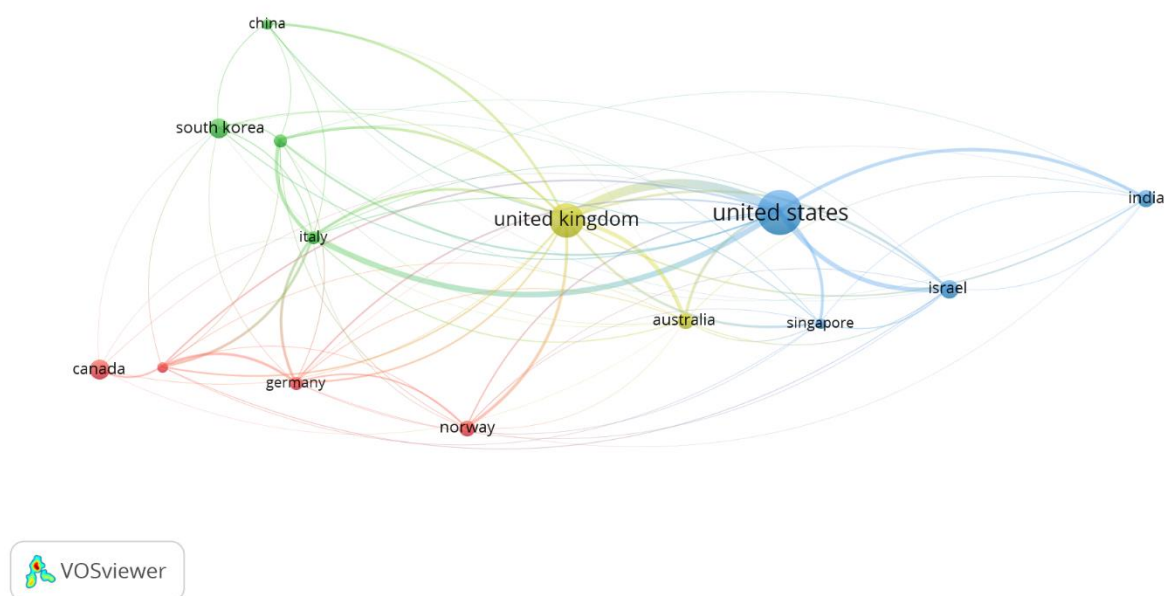 china
south korea
italy
united kingdom
united states
india
israel
australia
singapore
canada
germany
norway
VOSviewer